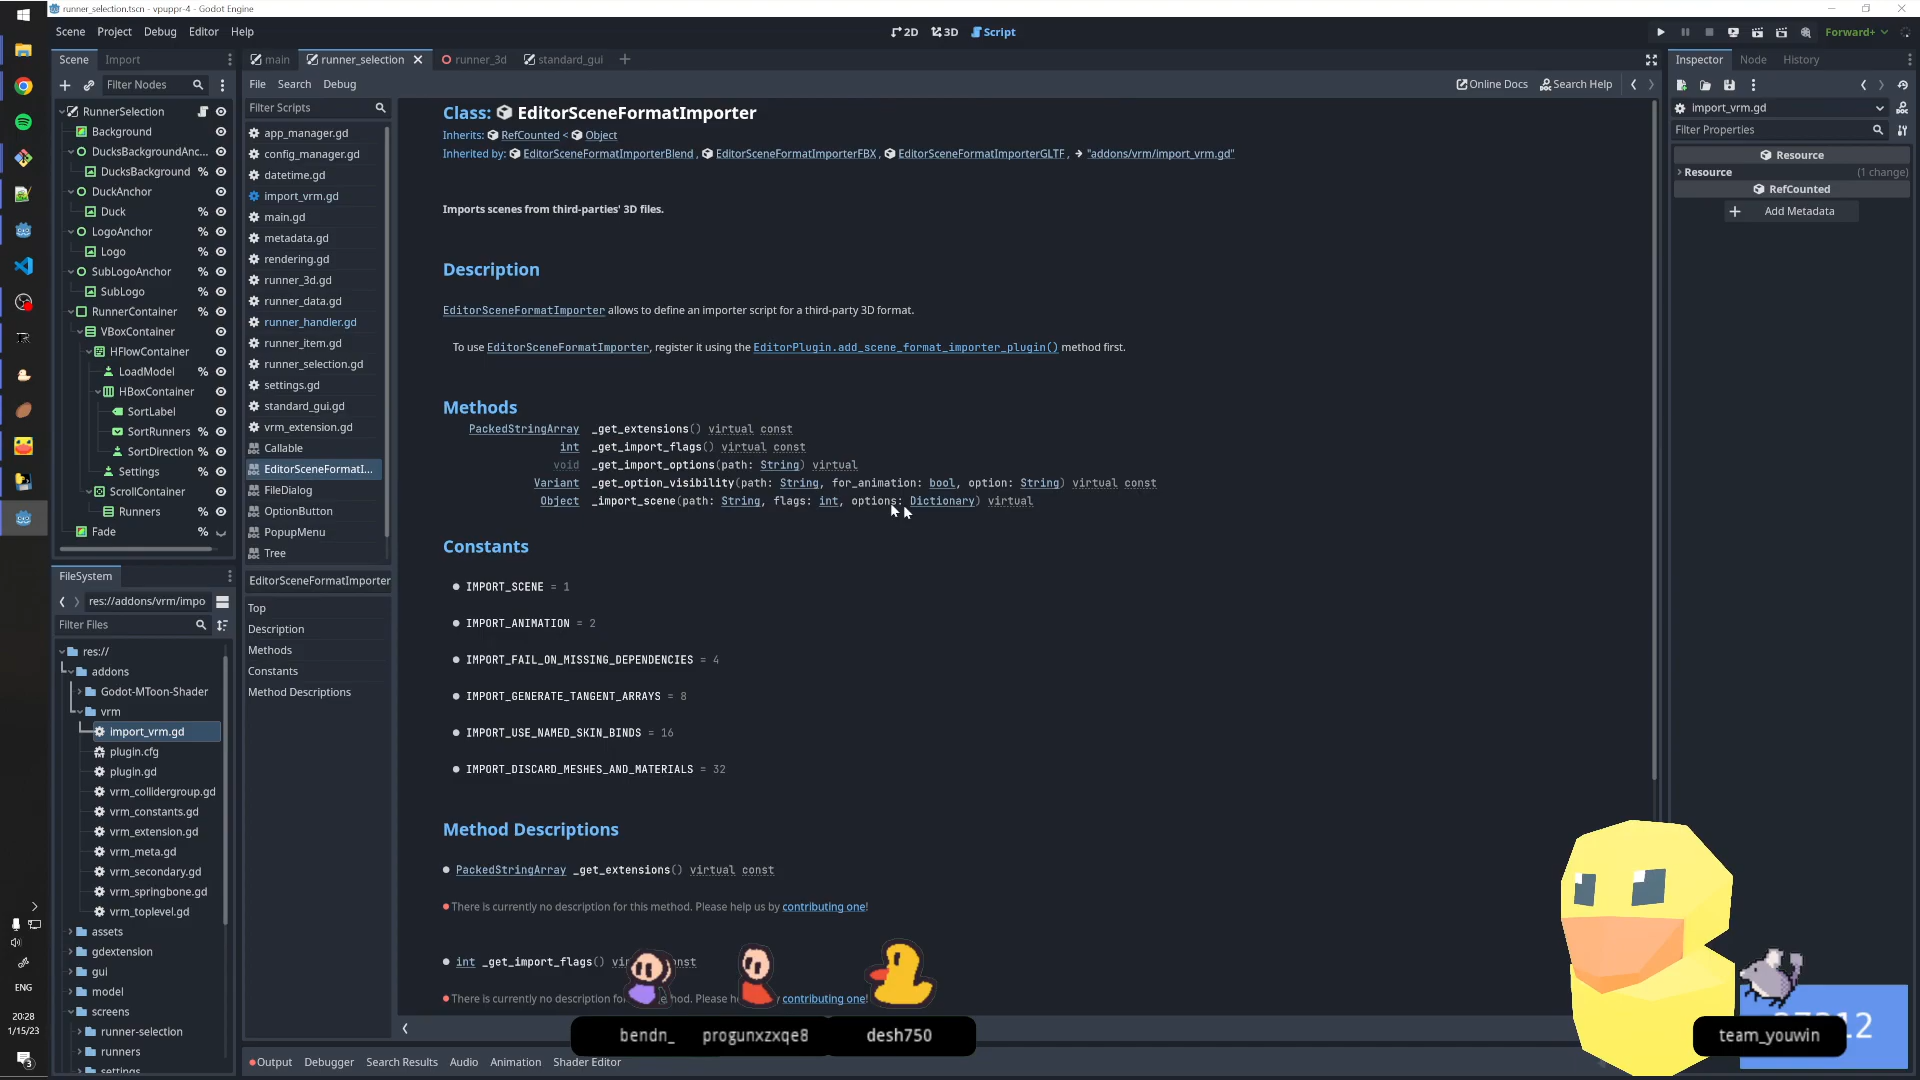 runner_selection.tscn - vpuppr-4 - Godot Engine
Scene Project Debug Editor Help
2D 3D Script
Forward+
Scene Import
main runner_selection runner_3d standard_gui
Inspector Node History
Filter Nodes
File Search Debug
Online Docs Search Help
Filter Scripts
import_vrm.gd
Filter Properties
Resource
Resource (1 change)
RefCounted
Add Metadata
RunnerSelection
Background
DucksBackgroundAnc...
DucksBackground %
DuckAnchor
Duck %
LogoAnchor
Logo %
SubLogoAnchor
SubLogo %
RunnerContainer
VBoxContainer
HFlowContainer
LoadModel %
HBoxContainer
SortLabel
SortRunners %
SortDirection %
Settings %
ScrollContainer
Runners %
Fade %
app_manager.gd
config_manager.gd
datetime.gd
import_vrm.gd
main.gd
metadata.gd
rendering.gd
runner_3d.gd
runner_data.gd
runner_handler.gd
runner_item.gd
runner_selection.gd
settings.gd
standard_gui.gd
vrm_extension.gd
Callable
EditorSceneFormatI...
FileDialog
OptionButton
PopupMenu
Tree
EditorSceneFormatImporter
Top
Description
Methods
Constants
Method Descriptions
Class: EditorSceneFormatImporter
Inherits: RefCounted < Object
Inherited by: EditorSceneFormatImporterBlend , EditorSceneFormatImporterFBX , EditorSceneFormatImporterGLTF , "addons/vrm/import_vrm.gd"
Imports scenes from third-parties' 3D files.
Description
EditorSceneFormatImporter allows to define an importer script for a third-party 3D format.
To use EditorSceneFormatImporter, register it using the EditorPlugin.add_scene_format_importer_plugin() method first.
Methods
PackedStringArray _get_extensions() virtual const
int _get_import_flags() virtual const
void _get_import_options(path: String) virtual
Variant _get_option_visibility(path: String, for_animation: bool, option: String) virtual const
Object _import_scene(path: String, flags: int, options: Dictionary) virtual
Constants
IMPORT_SCENE = 1
IMPORT_ANIMATION = 2
IMPORT_FAIL_ON_MISSING_DEPENDENCIES = 4
IMPORT_GENERATE_TANGENT_ARRAYS = 8
IMPORT_USE_NAMED_SKIN_BINDS = 16
IMPORT_DISCARD_MESHES_AND_MATERIALS = 32
Method Descriptions
PackedStringArray _get_extensions() virtual const
There is currently no description for this method. Please help us by contributing one!
int _get_import_flags()
There is currently no description Please contributing one!
FileSystem
res://addons/vrm/impo
Filter Files
res://
addons
Godot-MToon-Shader
vrm
import_vrm.gd
plugin.cfg
plugin.gd
vrm_collidergroup.gd
vrm_constants.gd
vrm_extension.gd
vrm_meta.gd
vrm_secondary.gd
vrm_springbone.gd
vrm_toplevel.gd
assets
gdextension
gui
model
screens
runner-selection
runners
settings
ENG
20:28
1/15/23
3
Output Debugger Search Results Audio Animation Shader Editor
bendn_ progunxzxqe8 desh750
team_youwin